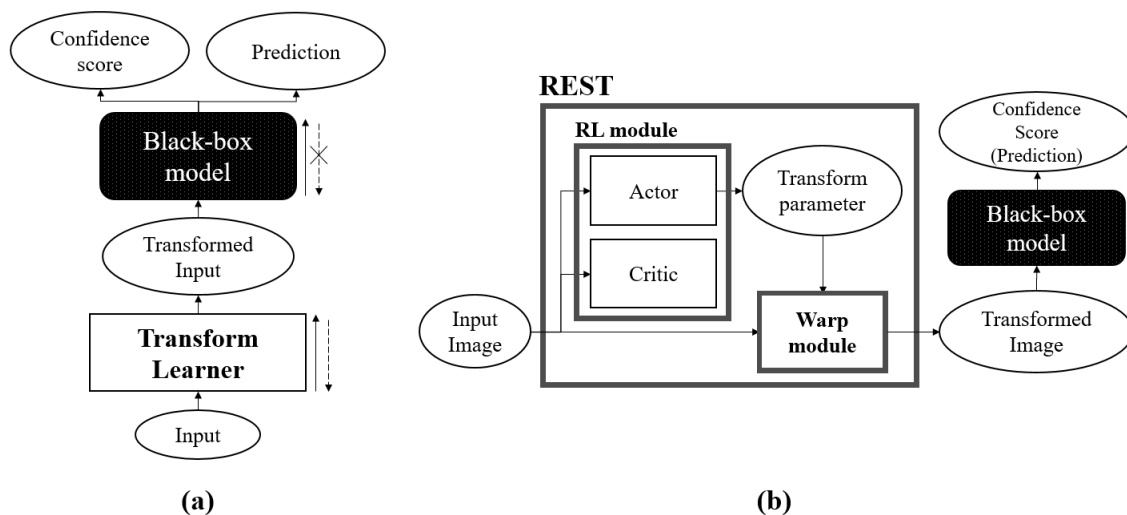 Confidence
score
Prediction
Black-box
model
Transformed
Input
Transform
Learner
Input
(a)
REST
RL module
Actor
Critic
Transform
parameter
Input
Image
Warp
module
Confidence
Score
(Prediction)
Black-box
model
Transformed
Image
(b)